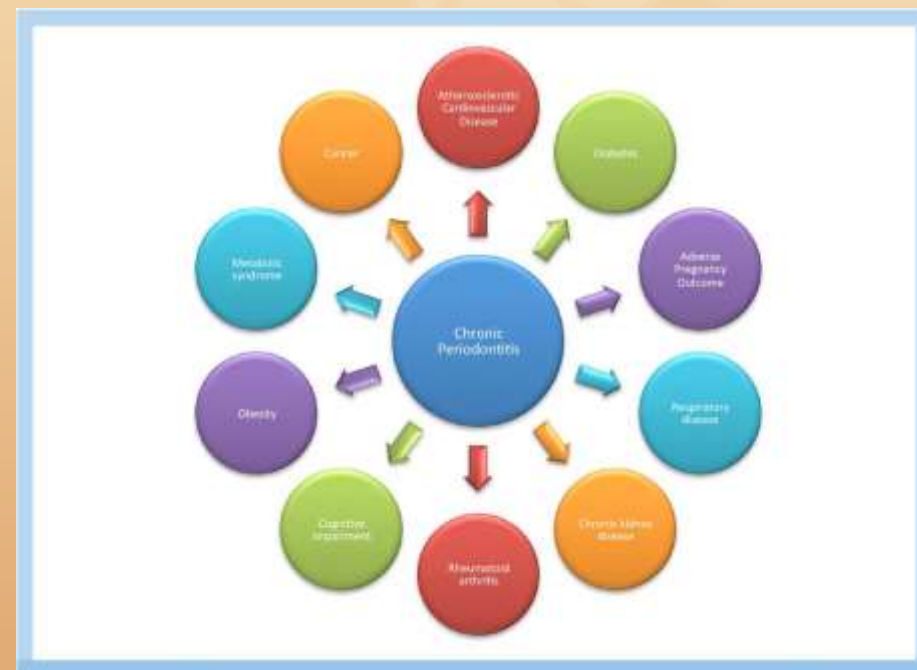 Atherosclerotic
Cardiovascular
Disease
Diabetes
Adverse
Pregnancy
Outcome
Respiratory
disease
Chronic kidney
disease
Rheumatoid
arthritis
Cognitive
impairment
Obesity
Metabolic
syndrome
Cancer
Chronic
Periodontitis